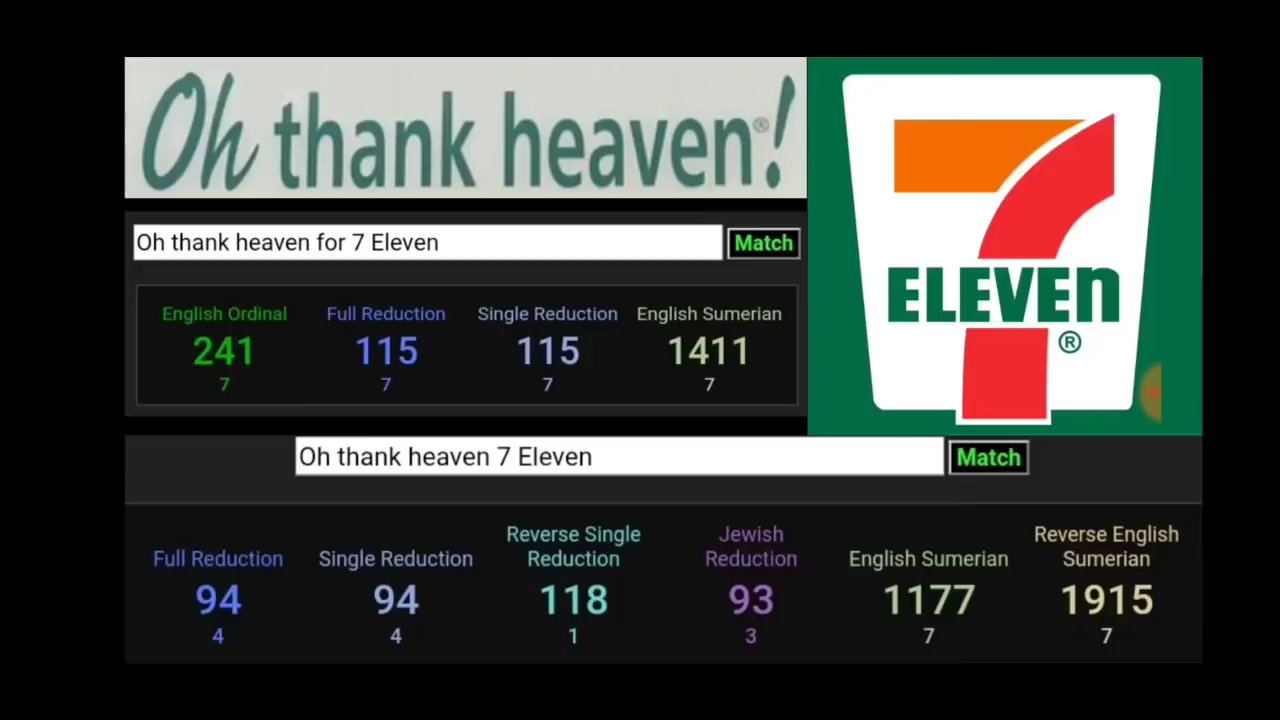 Oh thank heaven®!
7
ELEVEn
®
Oh thank heaven for 7 Eleven Match
English Ordinal Full Reduction Single Reduction English Sumerian
241 115 115 1411
7 7 7 7
Oh thank heaven 7 Eleven Match
Full Reduction Single Reduction Reverse Single Reduction Jewish Reduction English Sumerian Reverse English Sumerian
94 94 118 93 1177 1915
4 4 1 3 7 7